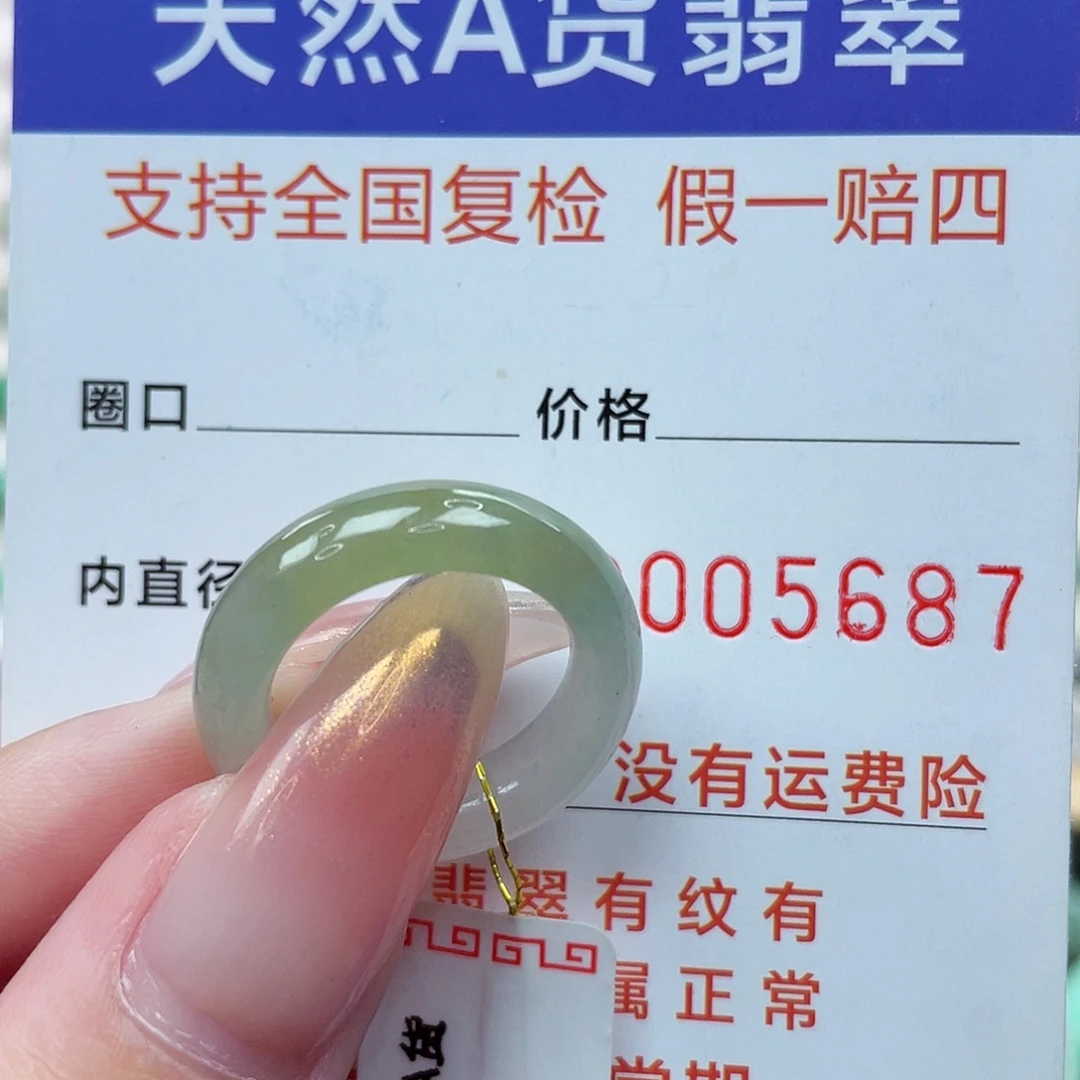 天然A货翡翠
支持全国复检 假一赔四
圈口 价格
内直径 005687
没有运费险
翡翠有纹有
属正常